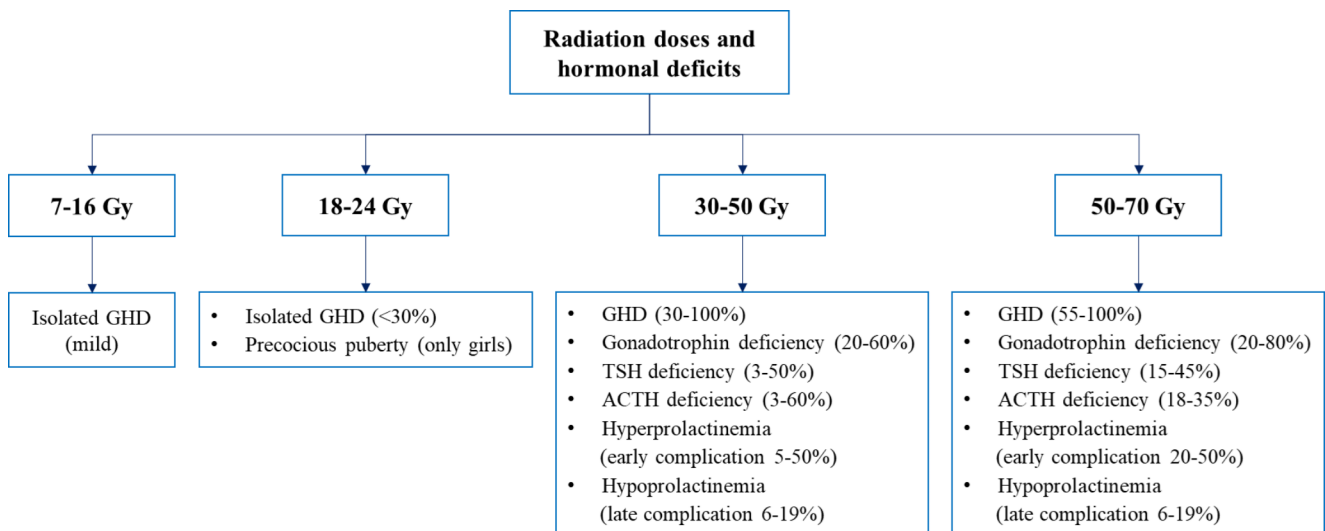 Radiation doses and
hormonal deficits
7-16 Gy
18-24 Gy
30-50 Gy
50-70 Gy
Isolated GHD
(mild)
• Isolated GHD (<30%)
• Precocious puberty (only girls)
• GHD (30-100%)
• Gonadotrophin deficiency (20-60%)
• TSH deficiency (3-50%)
• ACTH deficiency (3-60%)
• Hyperprolactinemia
(early complication 5-50%)
• Hypoprolactinemia
(late complication 6-19%)
• GHD (55-100%)
• Gonadotrophin deficiency (20-80%)
• TSH deficiency (15-45%)
• ACTH deficiency (18-35%)
• Hyperprolactinemia
(early complication 20-50%)
• Hypoprolactinemia
(late complication 6-19%)